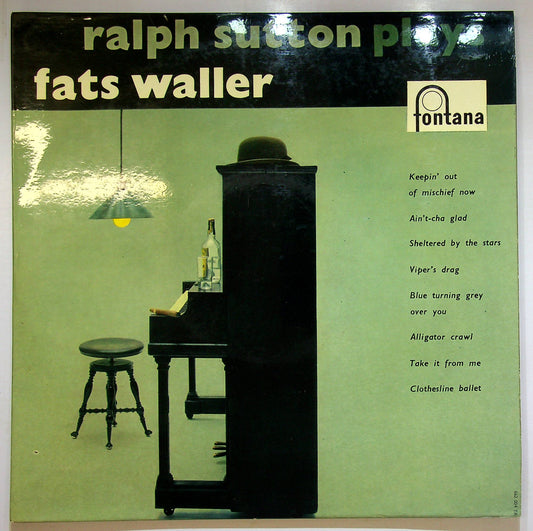 ralph sutton plays
fats waller
fontana
Keepin' out
of mischief now
Ain't-cha glad
Sheltered by the stars
Viper's drag
Blue turning grey
over you
Alligator crawl
Take it from me
Clothesline ballet